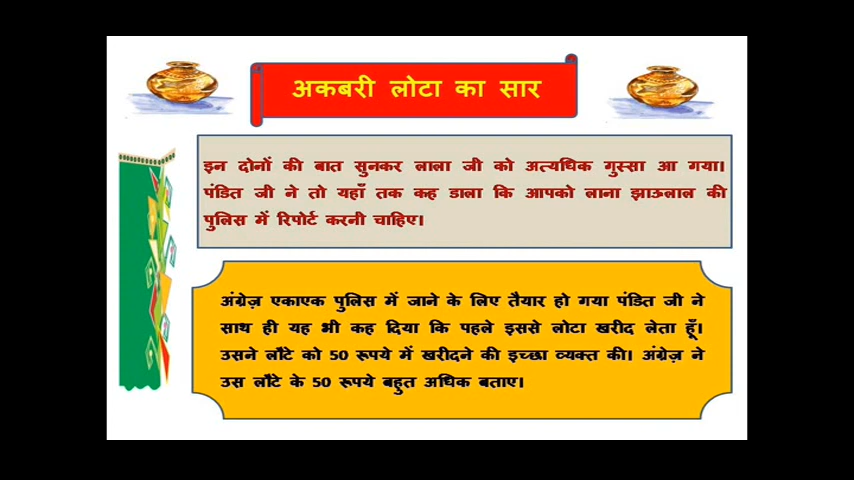 अकबरी लोटा का सार
इन दोनों की बात सुनकर लाला जी को अत्यधिक गुस्सा आ गया।
पंडित जी ने तो यहाँ तक कह डाला कि आपको लाना झाऊलाल की
पुलिस में रिपोर्ट करनी चाहिए।
अंग्रेज़ एकाएक पुलिस में जाने के लिए तैयार हो गया पंडित जी ने
साथ ही यह भी कह दिया कि पहले इससे लोटा खरीद लेता हूँ।
उसने लौटे को 50 रूपये में खरीदने की इच्छा व्यक्त की। अंग्रेज़ ने
उस लौटे के 50 रूपये बहुत अधिक बताए।